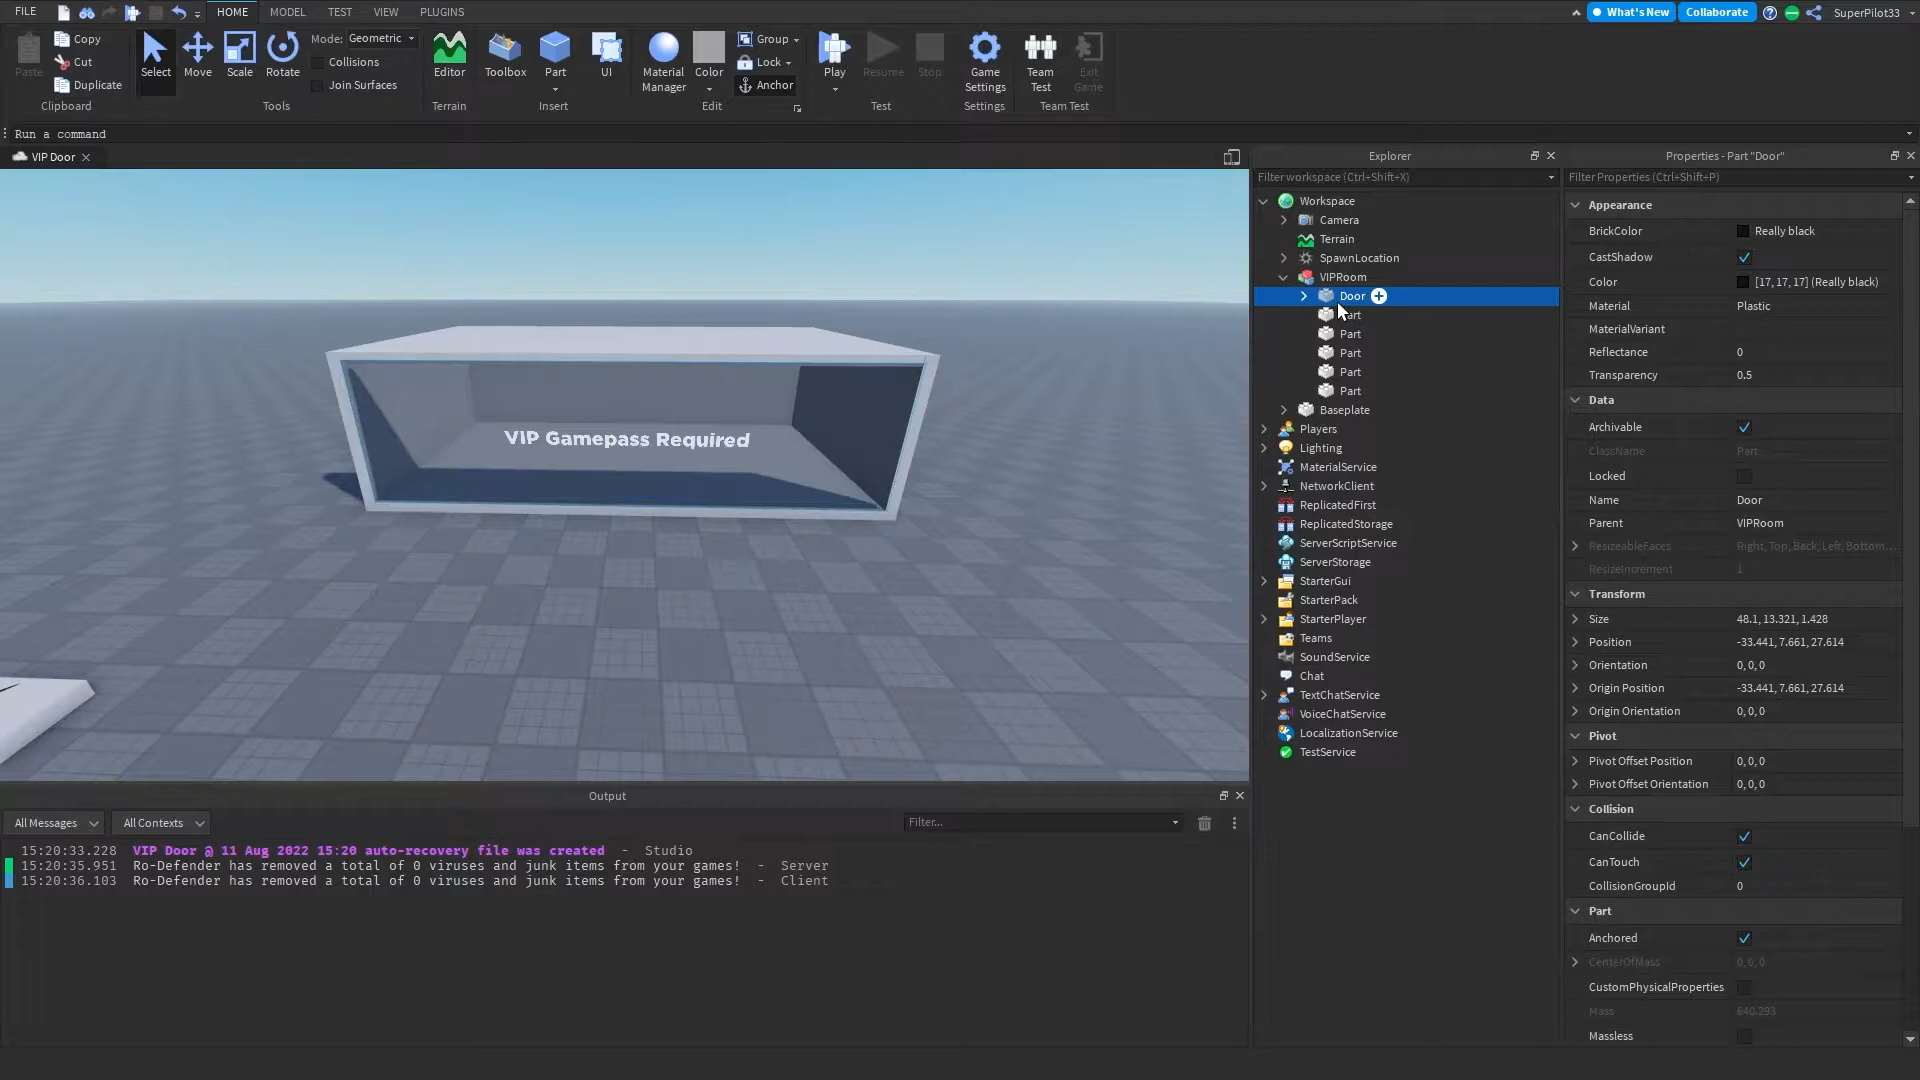 FILE
HOME
MODEL
TEST
VIEW
PLUGINS
What's New
Collaborate
SuperPilot33
Paste
Copy
Cut
Duplicate
Clipboard
Select
Move
Scale
Rotate
Mode: Geometric
Collisions
Join Surfaces
Tools
Editor
Terrain
Toolbox
Part
UI
Insert
Material Manager
Color
Group
Lock
Anchor
Edit
Play
Resume
Stop
Test
Game Settings
Settings
Team Test
Exit Game
Team Test
Run a command
VIP Door
VIP Gamepass Required
Explorer
Filter workspace (Ctrl+Shift+X)
Workspace
Camera
Terrain
SpawnLocation
VIPRoom
Door
art
Part
Part
Part
Part
Baseplate
Players
Lighting
MaterialService
NetworkClient
ReplicatedFirst
ReplicatedStorage
ServerScriptService
ServerStorage
StarterGui
StarterPack
StarterPlayer
Teams
SoundService
Chat
TextChatService
VoiceChatService
LocalizationService
TestService
Properties - Part "Door"
Filter Properties (Ctrl+Shift+P)
Appearance
BrickColor Really black
CastShadow
Color [17, 17, 17] (Really black)
Material Plastic
MaterialVariant
Reflectance 0
Transparency 0.5
Data
Archivable
ClassName Part
Locked
Name Door
Parent VIPRoom
ResizeableFaces Right, Top, Back, Left, Bottom...
ResizeIncrement 1
Transform
Size 48.1, 13.321, 1.428
Position -33.441, 7.661, 27.614
Orientation 0, 0, 0
Origin Position -33.441, 7.661, 27.614
Origin Orientation 0, 0, 0
Pivot
Pivot Offset Position 0, 0, 0
Pivot Offset Orientation 0, 0, 0
Collision
CanCollide
CanTouch
CollisionGroupId 0
Part
Anchored
CenterOfMass 0, 0, 0
CustomPhysicalProperties
Mass 640.293
Massless
Output
All Messages
All Contexts
Filter...
15:20:33.228 VIP Door @ 11 Aug 2022 15:20 auto-recovery file was created - Studio
15:20:35.951 Ro-Defender has removed a total of 0 viruses and junk items from your games! - Server
15:20:36.103 Ro-Defender has removed a total of 0 viruses and junk items from your games! - Client